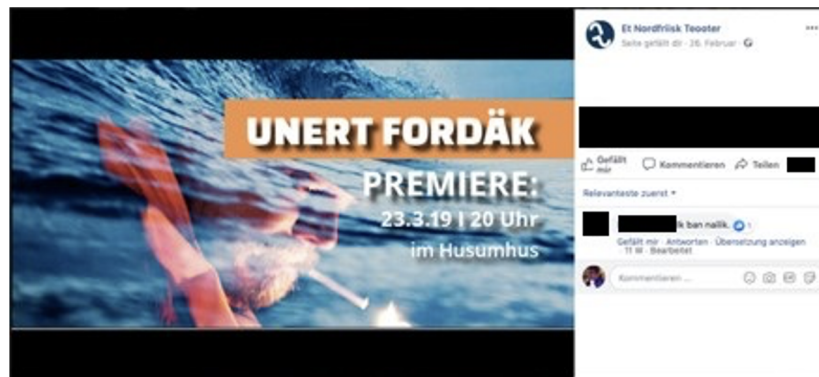 UNERT FORDÄK
PREMIERE:
23.3.19 I 20 Uhr
im Husumhus
Et Nordfriisk Teooter
Seite gefällt dir · 26. Februar ·
Gefällt mir
Kommentieren
Teilen
Relevanteste zuerst
Ik ban nailik.
1
Gefällt mir · Antworten · Übersetzung anzeigen
· 11 W · Bearbeitet
Kommentieren ...